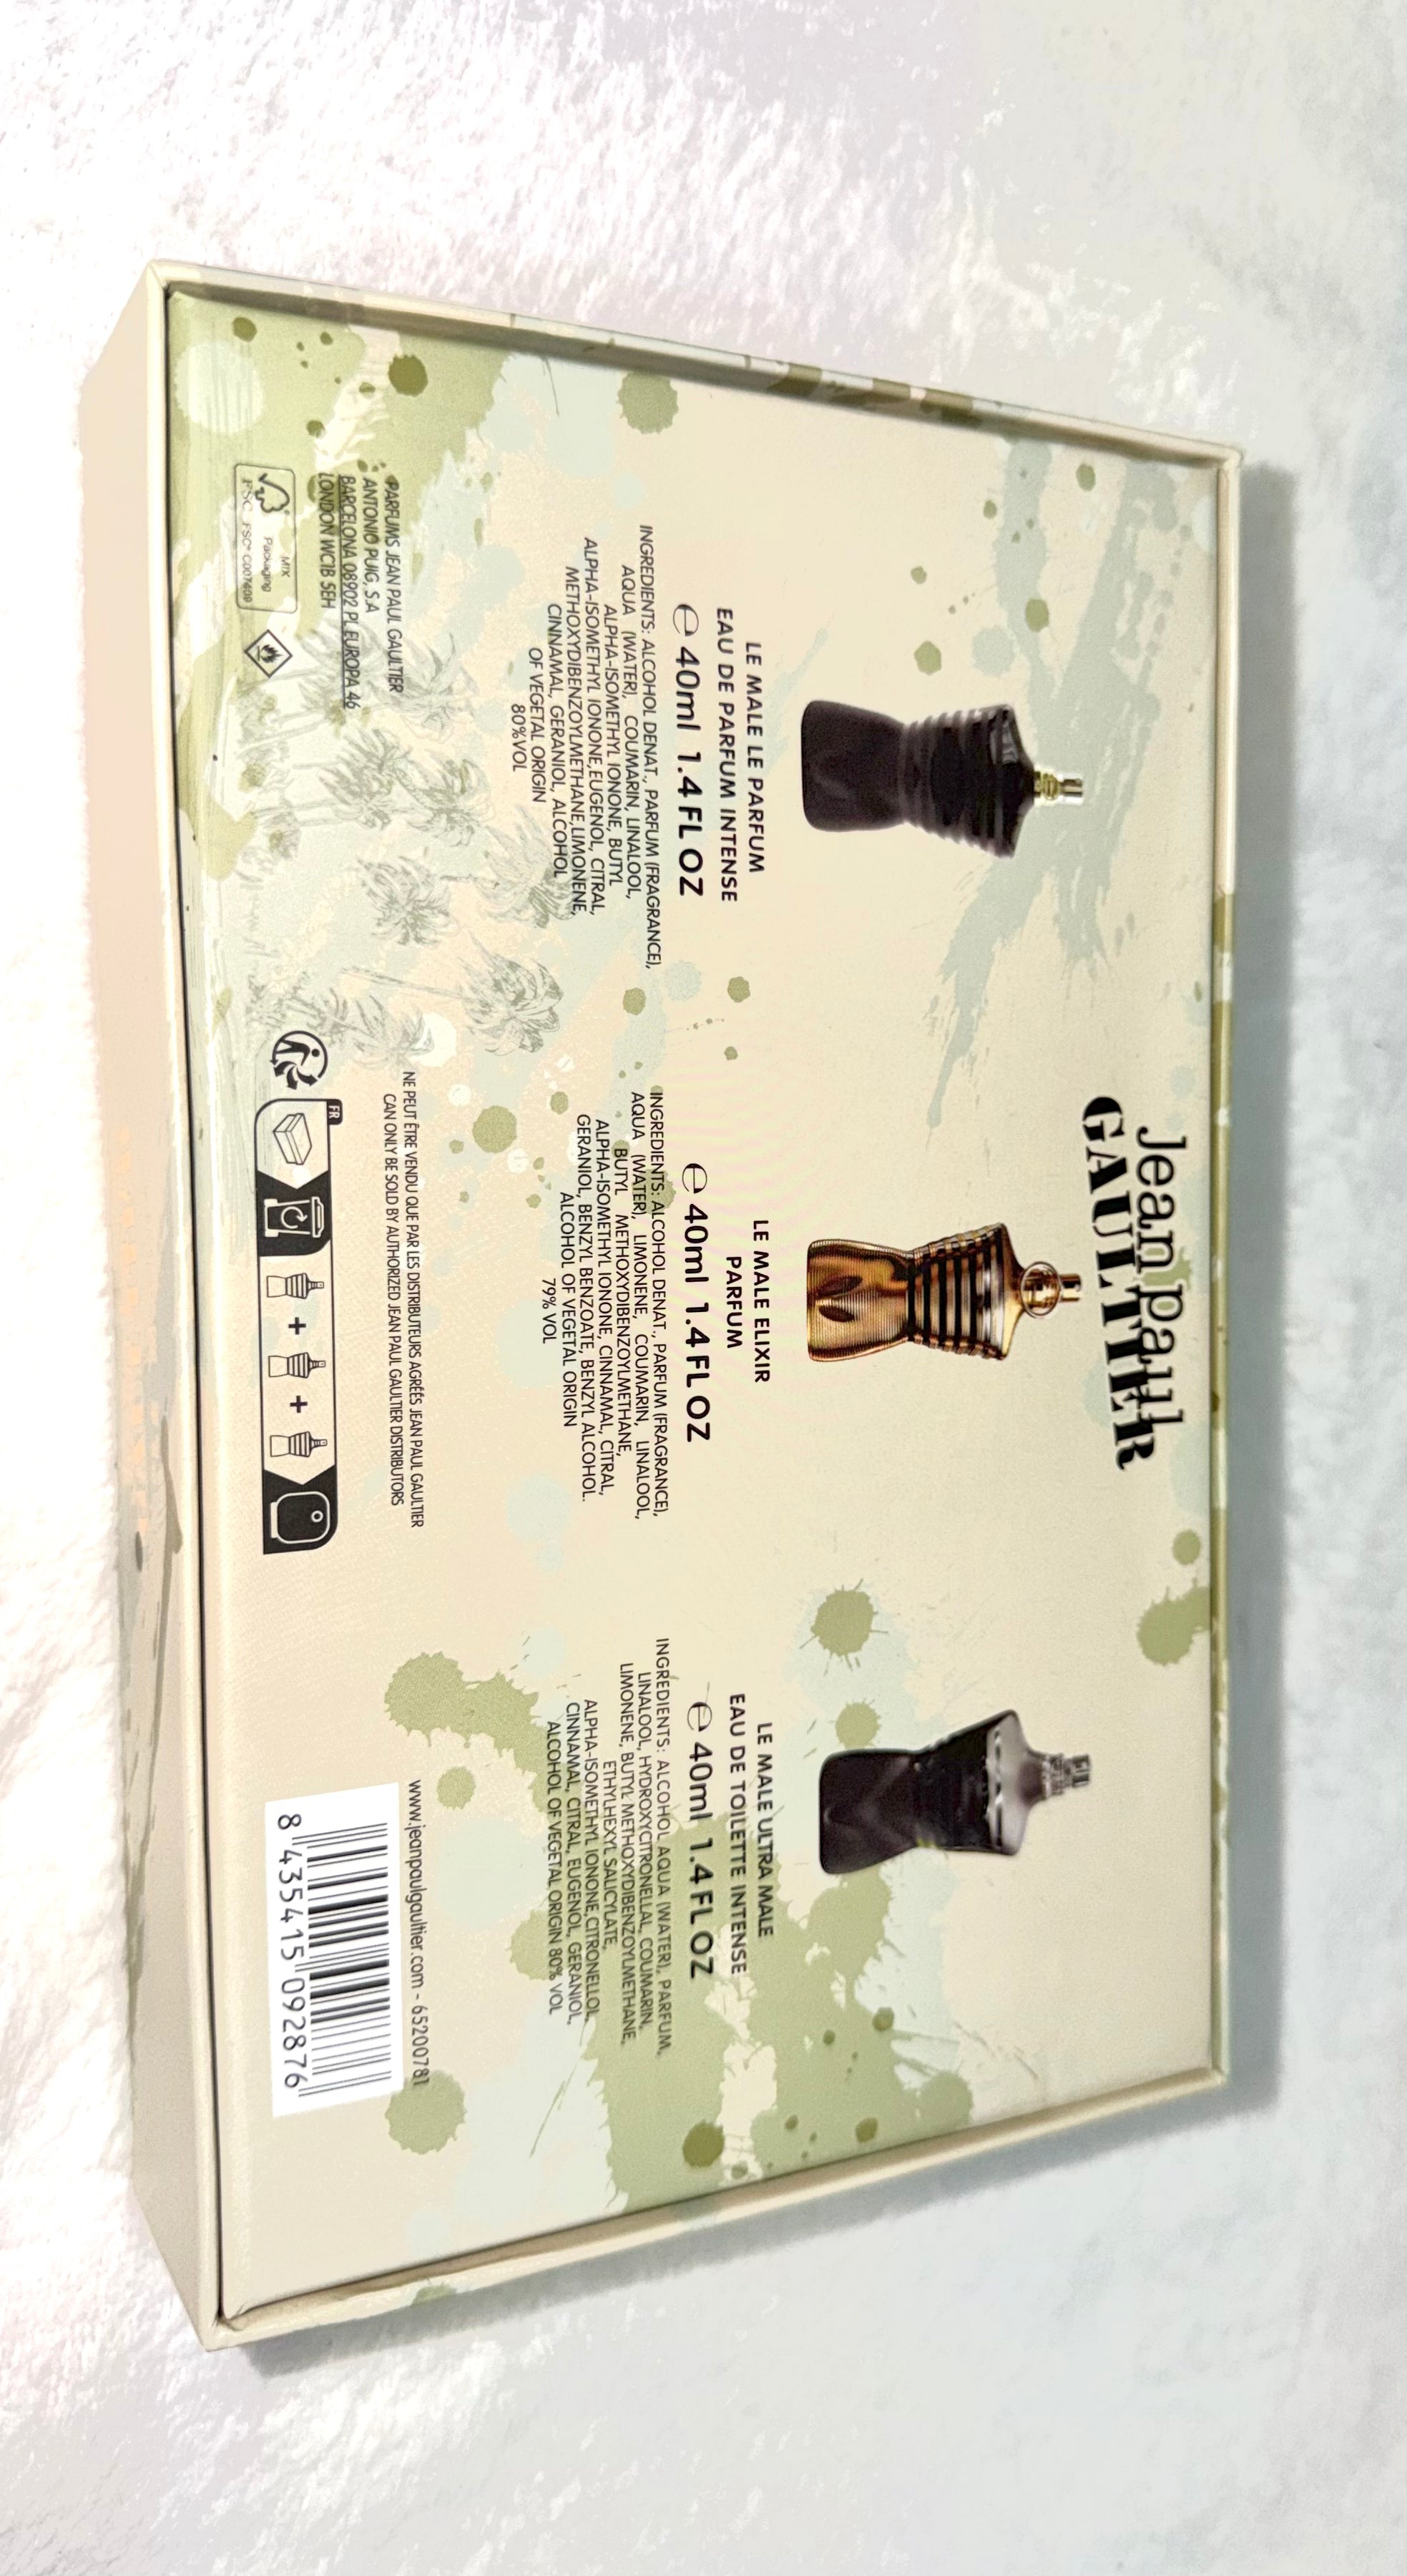 Jean paul
GAULTIER
LE MALE LE PARFUM
EAU DE PARFUM INTENSE
e 40ml 1.4 FL OZ
INGREDIENTS: ALCOHOL DENAT., PARFUM (FRAGRANCE),
AQUA (WATER), COUMARIN, LINALOOL,
ALPHA-ISOMETHYL IONONE, BUTYL
ALPHA-ISOMETHYL IONONE,EUGENOL, CITRAL,
METHOXYDIBENZOYLMETHANE,LIMONENE,
CINNAMAL, GERANIOL, ALCOHOL
OF VEGETAL ORIGIN
80%VOL
LE MALE ELIXIR
PARFUM
e 40ml 1.4 FL OZ
INGREDIENTS: ALCOHOL DENAT., PARFUM (FRAGRANCE),
AQUA (WATER), LIMONENE, COUMARIN, LINALOOL,
BUTYL METHOXYDIBENZOYLMETHANE,
ALPHA-ISOMETHYL IONONE, CINNAMAL, CITRAL,
GERANIOL, BENZYL BENZOATE, BENZYL ALCOHOL.
ALCOHOL OF VEGETAL ORIGIN
79% VOL
LE MALE ULTRA MALE
EAU DE TOILETTE INTENSE
e 40ml 1.4 FL OZ
INGREDIENTS: ALCOHOL AQUA (WATER), PARFUM,
LINALOOL, HYDROXYCITRONELLAL, COUMARIN,
LIMONENE, BUTYL METHOXYDIBENZOYLMETHANE,
ETHYLHEXYL SALICYLATE,
ALPHA-ISOMETHYL IONONE,CITRONELLOL,
CINNAMAL, CITRAL, EUGENOL, GERANIOL,
ALCOHOL OF VEGETAL ORIGIN 80% VOL
PARFUMS JEAN PAUL GAULTIER
ANTONIO PUIG, S.A
BARCELONA 08902 PL.EUROPA 46
LONDON WC1B 5EH
MIX
Packaging
FSC FSC® C007409
NE PEUT ÊTRE VENDU QUE PAR LES DISTRIBUTEURS AGRÉÉS JEAN PAUL GAULTIER
CAN ONLY BE SOLD BY AUTHORIZED JEAN PAUL GAULTIER DISTRIBUTORS
FR
+ +
www.jeanpaulgaultier.com - 65200781
8 435415 092876